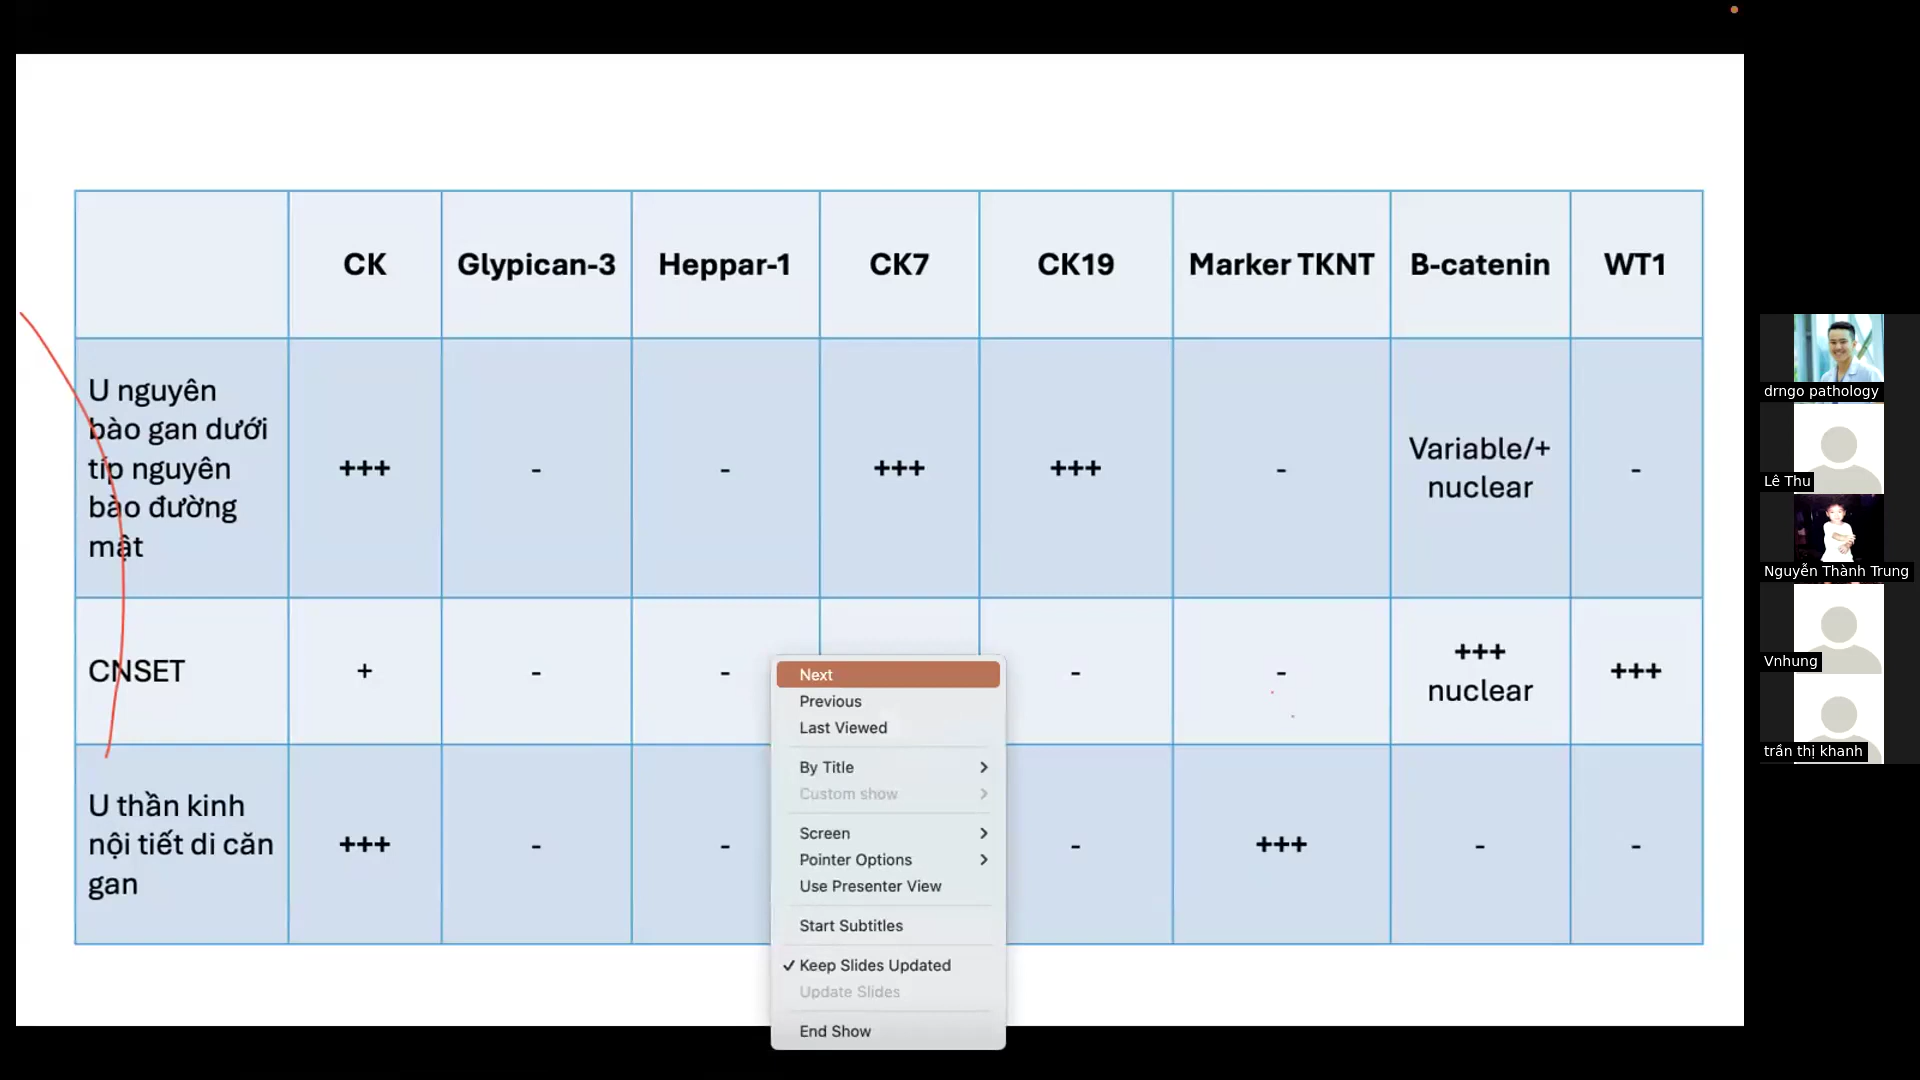 CK Glypican-3 Heppar-1 CK7 CK19 Marker TKNT B-catenin WT1
U nguyên
bào gan dưới
típ nguyên
bào đường
mật
+++ - - +++ +++ - Variable/+
nuclear
-
CNSET + - - - - +++
nuclear
+++
U thần kinh
nội tiết di căn
gan
+++ - - - +++ - -
Next
Previous
Last Viewed
By Title
Custom show
Screen
Pointer Options
Use Presenter View
Start Subtitles
Keep Slides Updated
Update Slides
End Show
drngo pathology
Lê Thu
Nguyễn Thành Trung
Vnhung
trần thị khanh